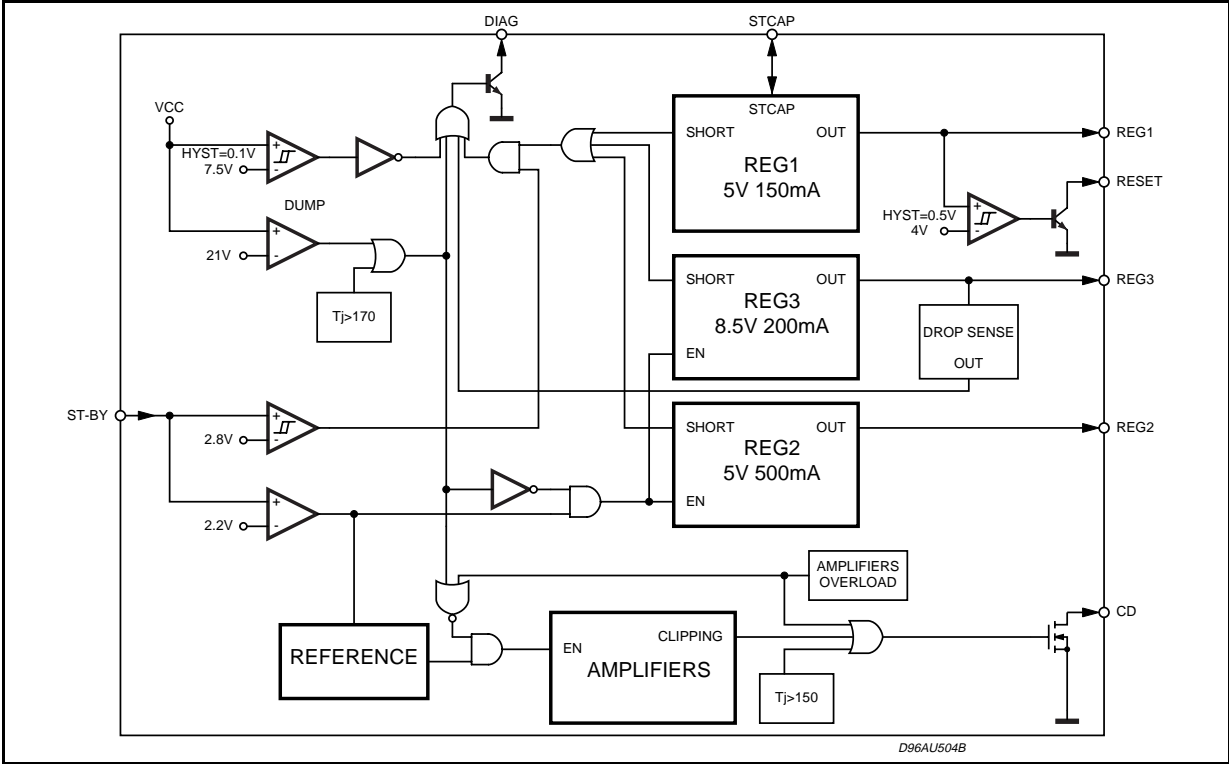 DIAG
STCAP
VCC
HYST=0.1V
7.5V
+
-
DUMP
+
21V
-
Tj>170
STCAP
SHORT
OUT
REG1
5V 150mA
REG1
RESET
HYST=0.5V
4V
+
-
SHORT
OUT
REG3
8.5V 200mA
EN
REG3
DROP SENSE
OUT
ST-BY
+
2.8V
-
+
2.2V
-
SHORT
OUT
REG2
5V 500mA
EN
REG2
AMPLIFIERS
OVERLOAD
CD
REFERENCE
EN
CLIPPING
AMPLIFIERS
Tj>150
D96AU504B